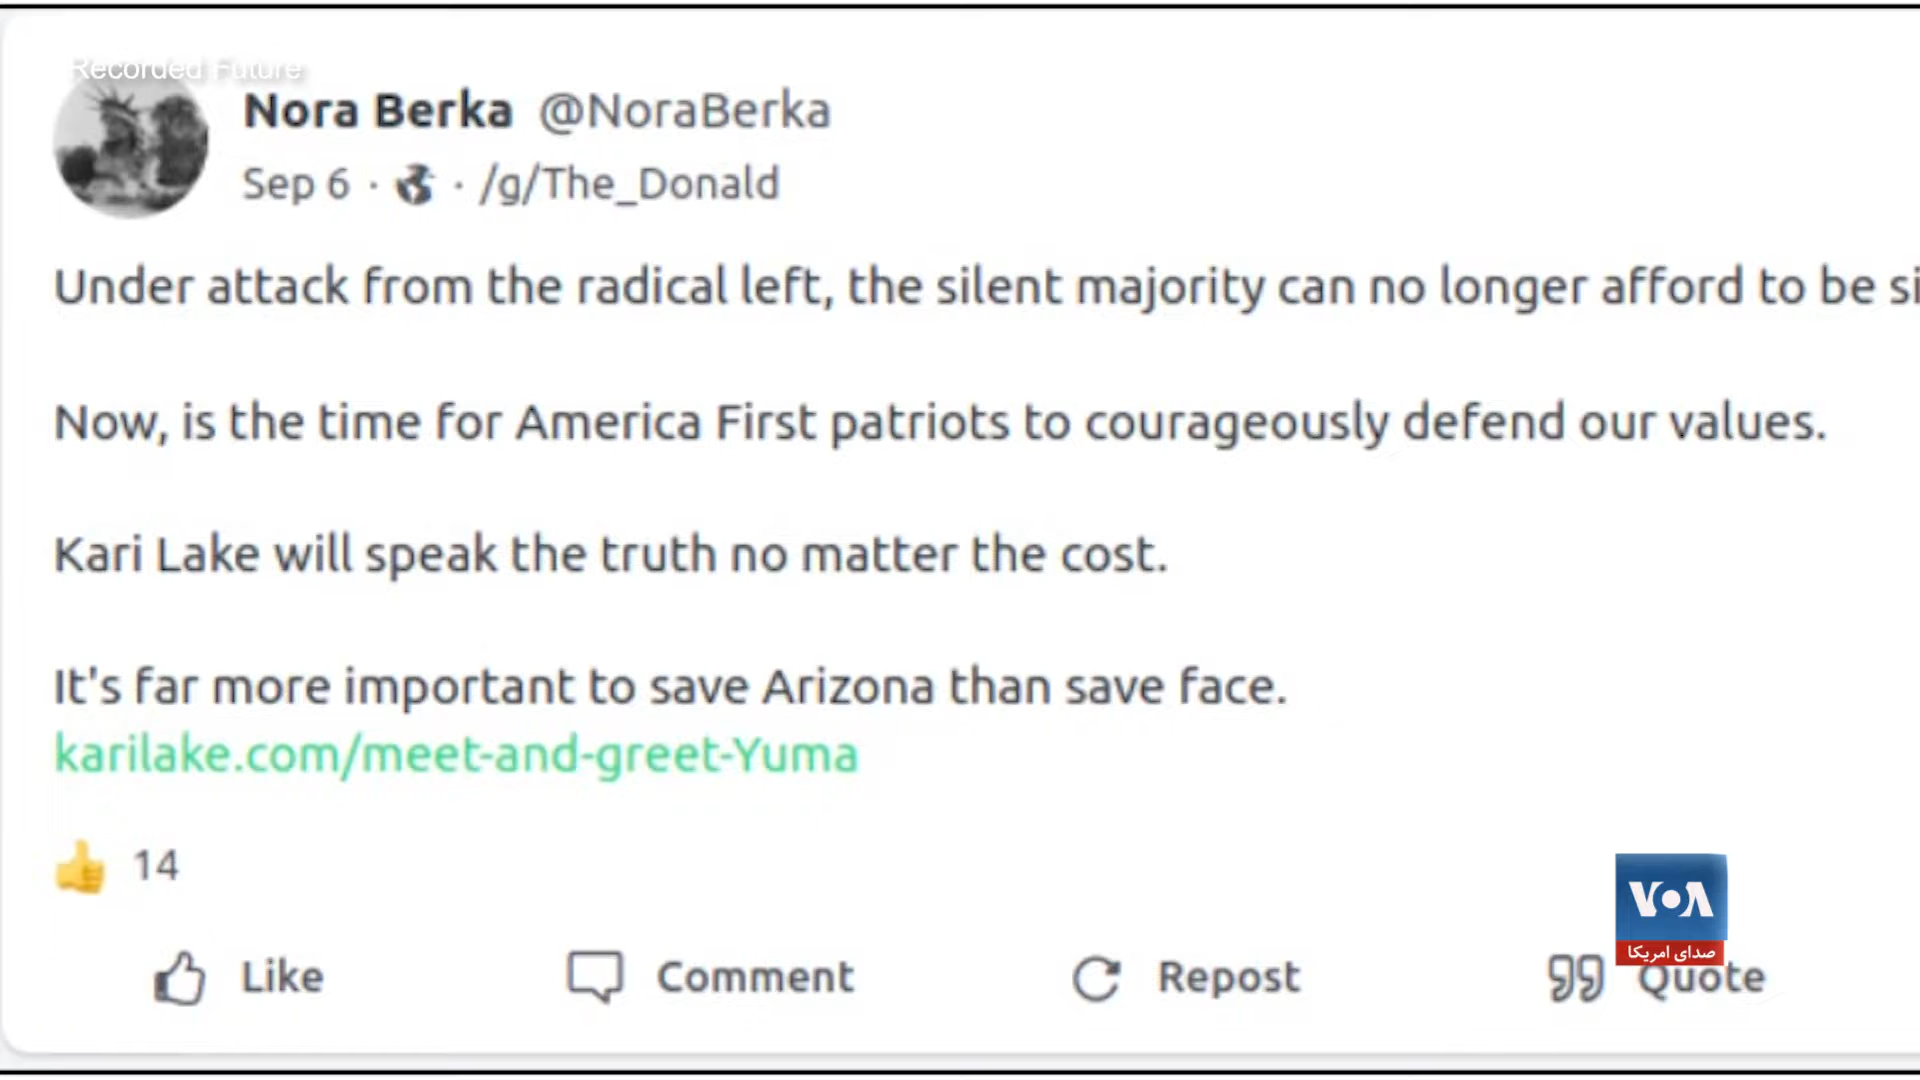 Recorded Future
Nora Berka @NoraBerka
Sep 6 · · /g/The_Donald
Under attack from the radical left, the silent majority can no longer afford to be si
Now, is the time for America First patriots to courageously defend our values.
Kari Lake will speak the truth no matter the cost.
It's far more important to save Arizona than save face.
karilake.com/meet-and-greet-Yuma
14
Like Comment Repost Quote
VOA
صدای امریکا